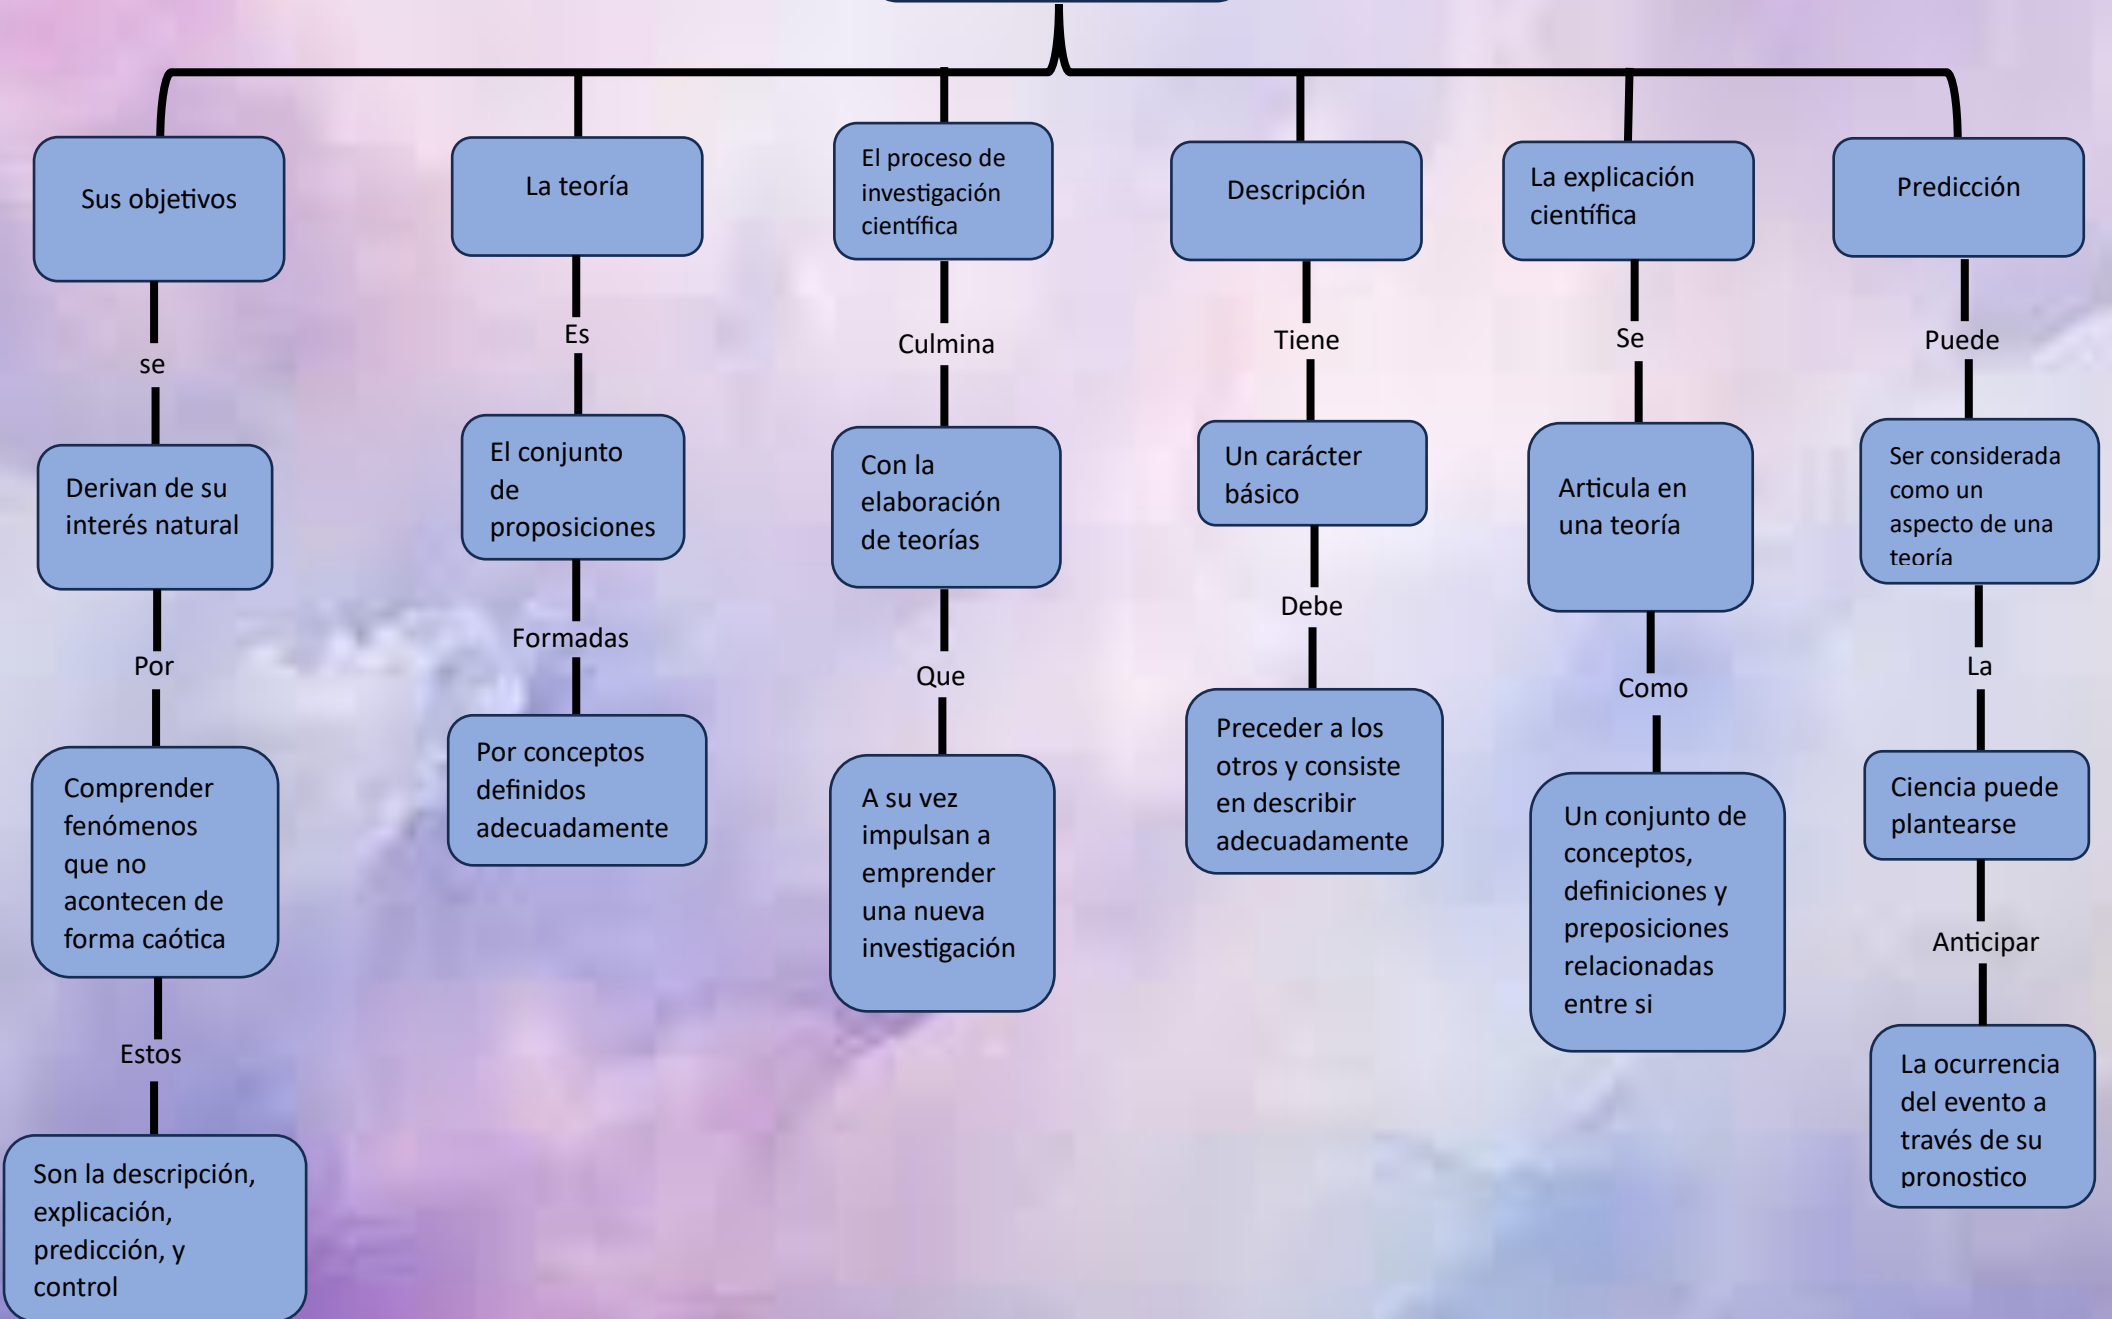 Sus objetivos
se
Derivan de su
interés natural
Por
Comprender
fenómenos
que no
acontecen de
forma caótica
Estos
Son la descripción,
explicación,
predicción, y
control
La teoría
Es
El conjunto
de
proposiciones
Formadas
Por conceptos
definidos
adecuadamente
El proceso de
investigación
científica
Culmina
Con la
elaboración
de teorías
Que
A su vez
impulsan a
emprender
una nueva
investigación
Descripción
Tiene
Un carácter
básico
Debe
Preceder a los
otros y consiste
en describir
adecuadamente
La explicación
científica
Se
Articula en
una teoría
Como
Un conjunto de
conceptos,
definiciones y
preposiciones
relacionadas
entre si
Predicción
Puede
Ser considerada
como un
aspecto de una
teoría
La
Ciencia puede
plantearse
Anticipar
La ocurrencia
del evento a
través de su
pronostico